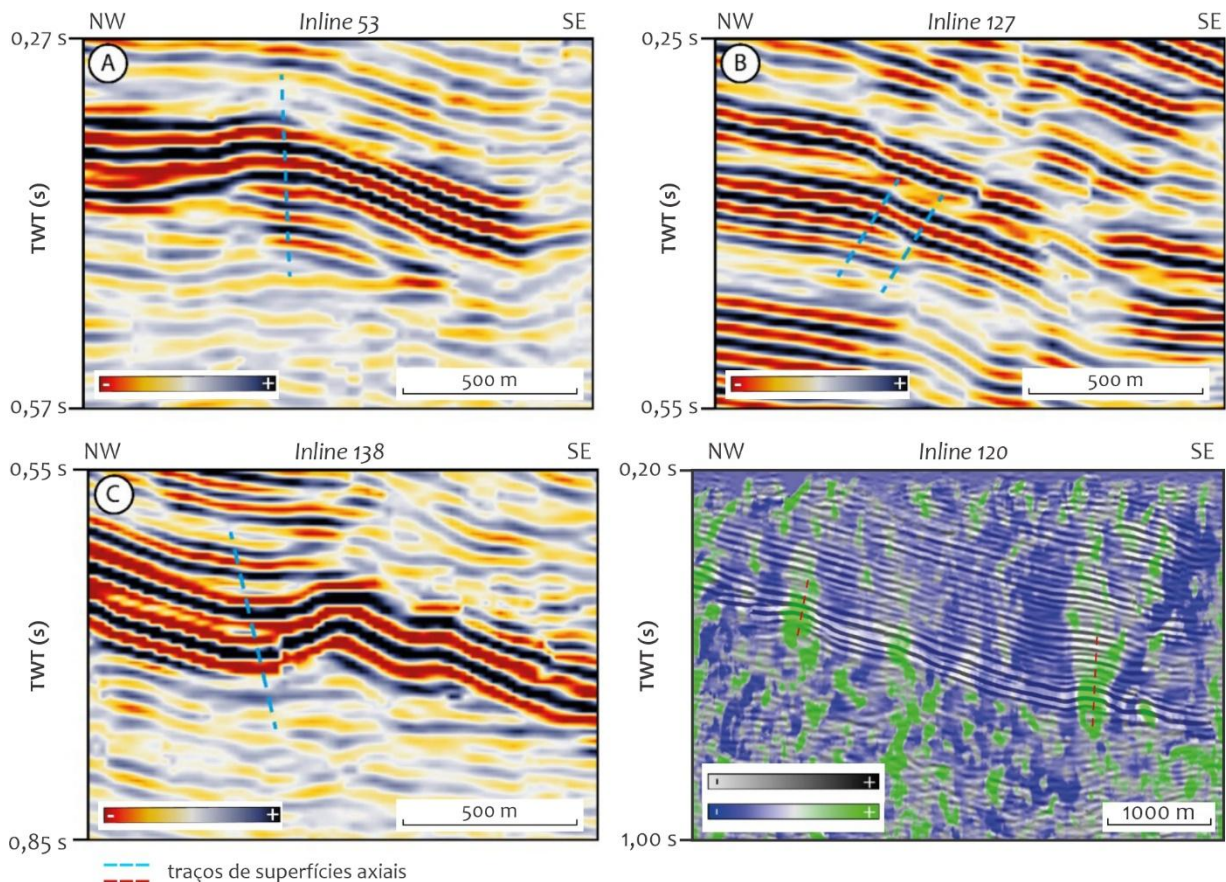 NW Inline 53 SE
0,27 s
A
TWT (s)
- +
500 m
0,57 s
NW Inline 127 SE
0,25 s
B
TWT (s)
- +
500 m
0,55 s
NW Inline 138 SE
0,55 s
C
TWT (s)
- +
500 m
0,85 s
NW Inline 120 SE
0,20 s
TWT (s)
- +
- +
1000 m
1,00 s
traços de superfícies axiais